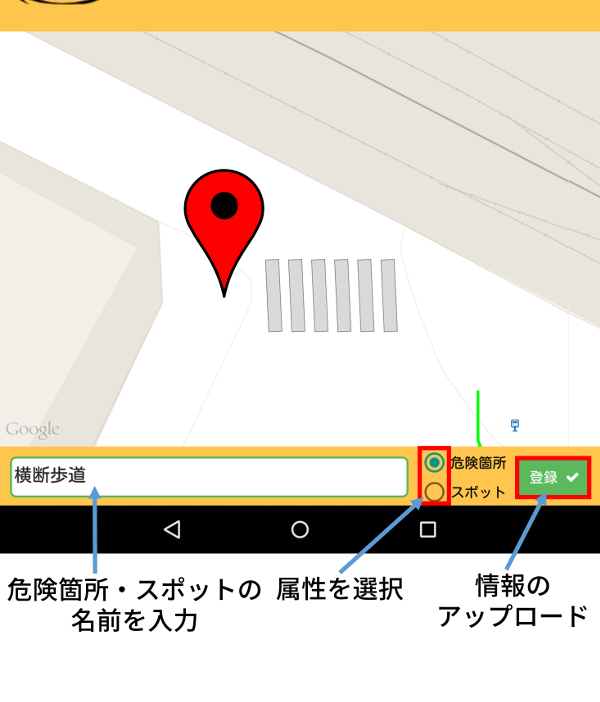 Google
横断歩道
危険箇所
スポット
登録
危険箇所・スポットの
名前を入力
属性を選択
情報の
アップロード